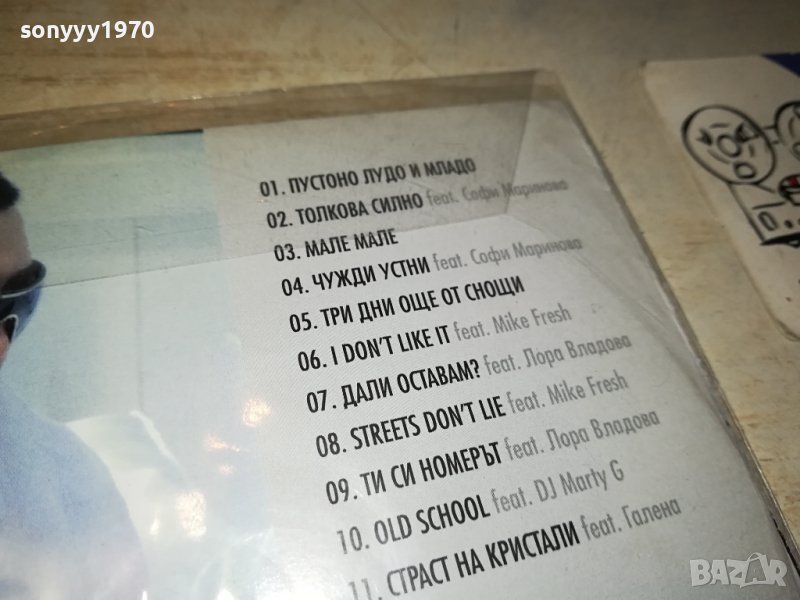 sonyyy1970
01. ПУСТОНО ЛУДО И МЛАДО
02. ТОЛКОВА СИЛНО feat. Софи Маринова
03. МАЛЕ МАЛЕ
04. ЧУЖДИ УСТНИ feat. Софи Маринова
05. ТРИ ДНИ ОЩЕ ОТ СНОЩИ
06. I DON'T LIKE IT feat. Mike Fresh
07. ДАЛИ ОСТАВАМ? feat. Лора Владова
08. STREETS DON'T LIE feat. Mike Fresh
09. ТИ СИ НОМЕРЪТ feat. Лора Владова
10. OLD SCHOOL feat. DJ Marty G
11. СТРАСТ НА КРИСТАЛИ feat. Галена
BAZAR